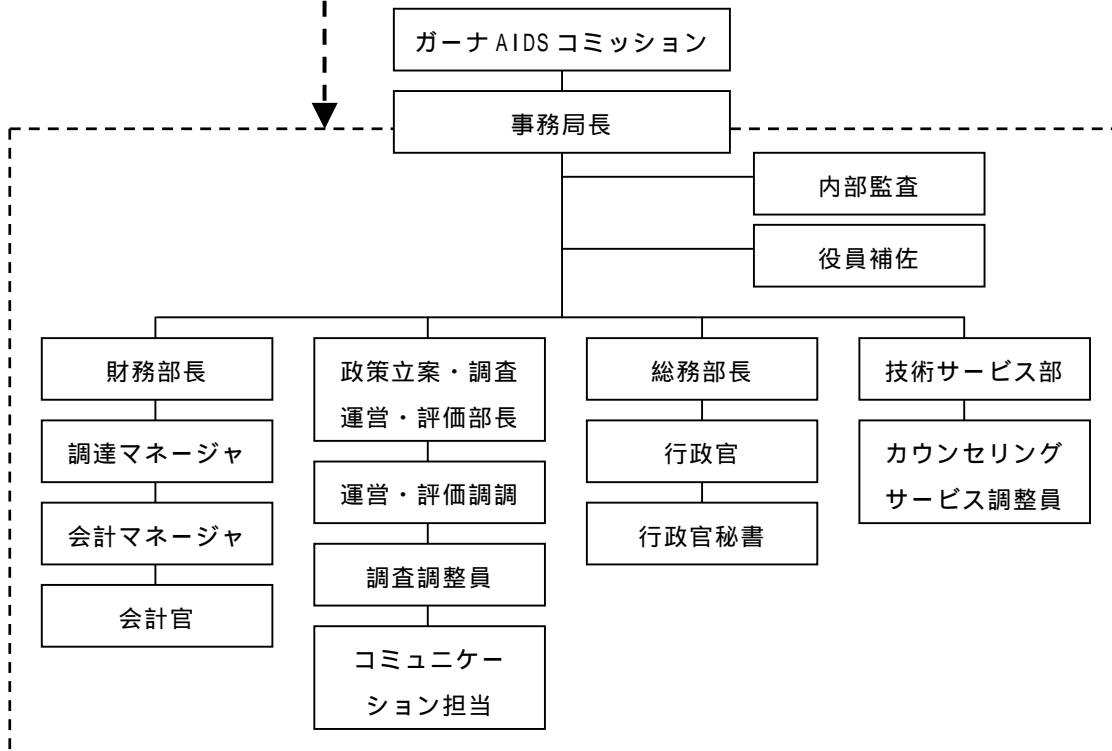 ガーナAIDSコミッション
事務局長
内部監査
役員補佐
財務部長
調達マネージャ
会計マネージャ
会計官
政策立案・調査
運営・評価部長
運営・評価調調
調査調整員
コミュニケー
ション担当
総務部長
行政官
行政官秘書
技術サービス部
カウンセリング
サービス調整員